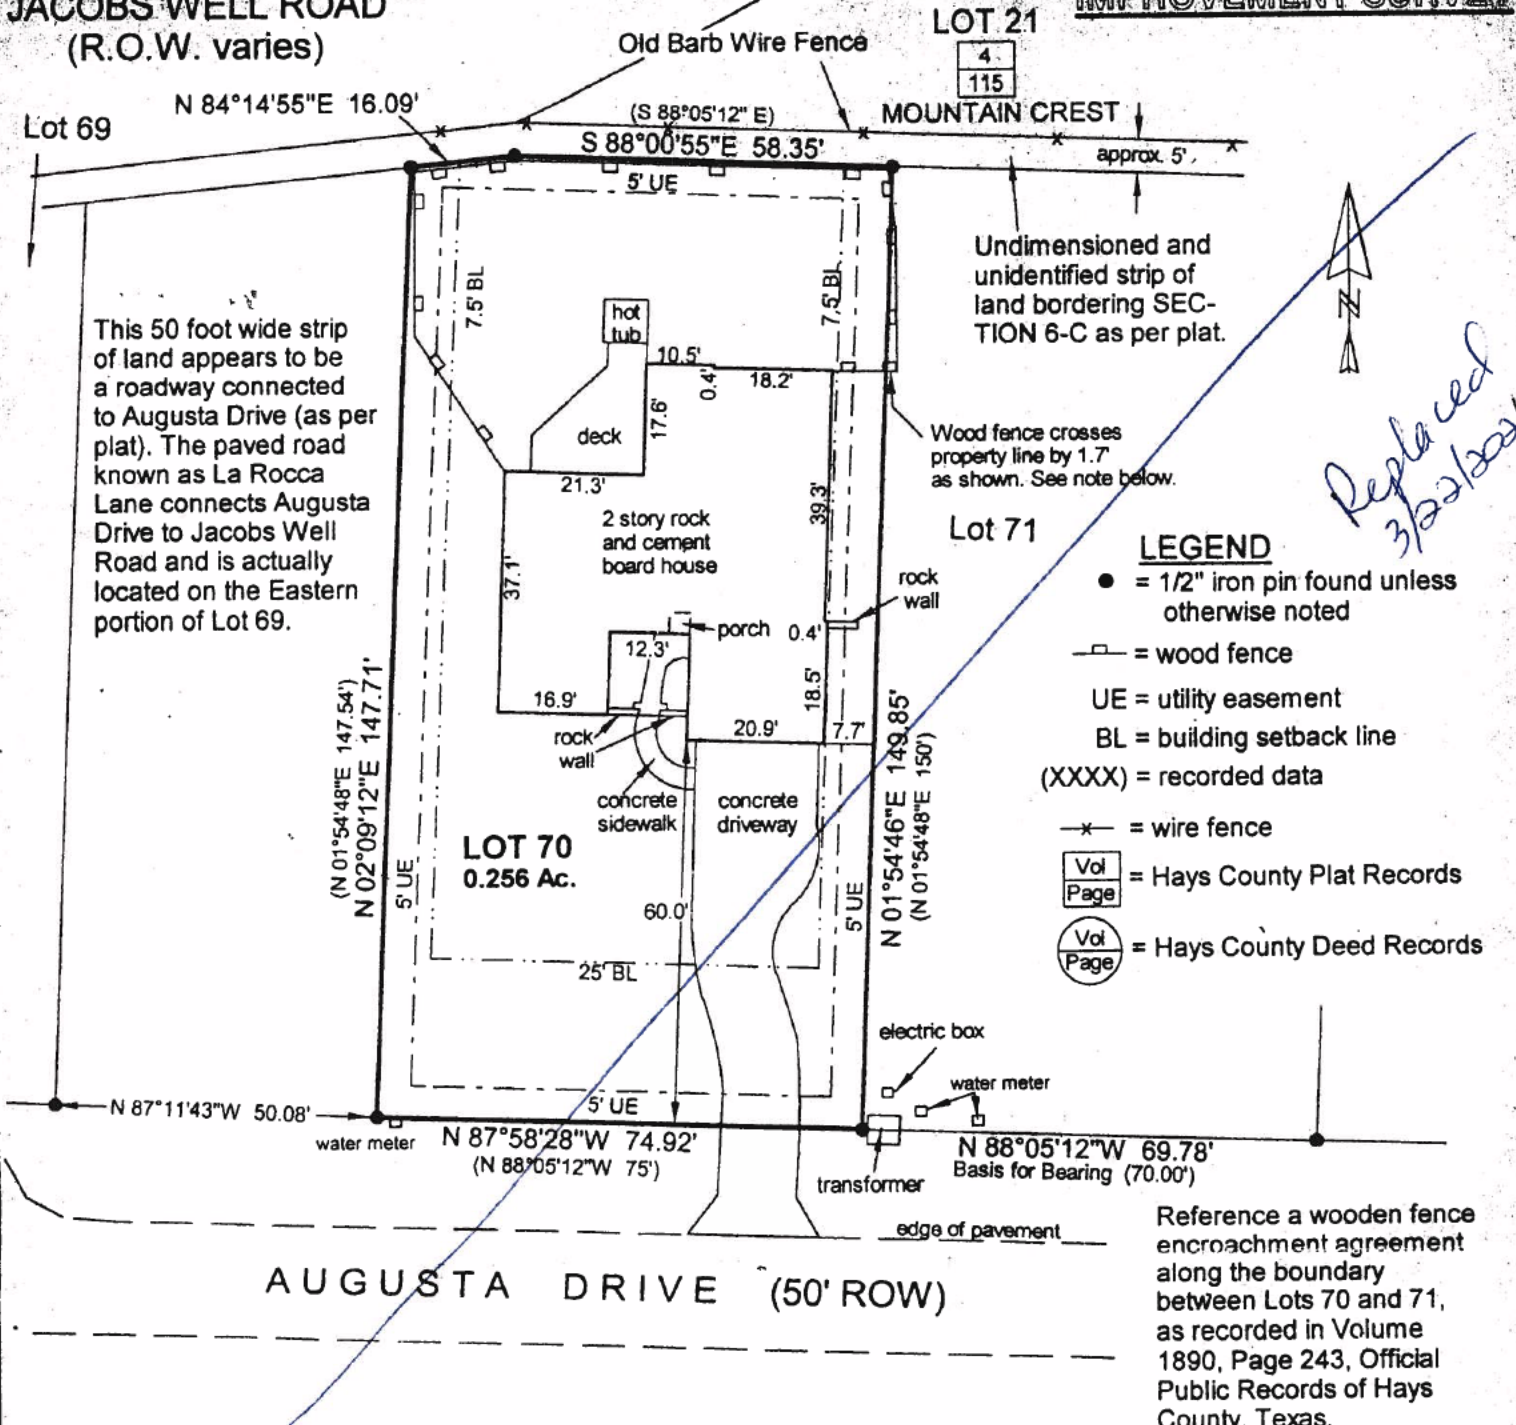 JACOBS WELL ROAD
(R.O.W. varies)
IMPROVEMENT SURVEY
LOT 21
4
115
MOUNTAIN CREST
Old Barb Wire Fence
N 84°14'55"E 16.09'
Lot 69
(S 88°05'12" E)
S 88°00'55"E 58.35'
approx. 5'
5' UE
7.5' BL
7.5' BL
Undimensioned and
unidentified strip of
land bordering SEC-
TION 6-C as per plat.
N
Replaced
This 50 foot wide strip
of land appears to be
a roadway connected
to Augusta Drive (as per
plat). The paved road
known as La Rocca
Lane connects Augusta
Drive to Jacobs Well
Road and is actually
located on the Eastern
portion of Lot 69.
hot
tub
10.5'
0.4'
18.2'
17.6'
deck
21.3'
39.3'
2 story rock
and cement
board house
37.1'
Wood fence crosses
property line by 1.7'
as shown. See note below.
Lot 71
rock
wall
porch
0.4'
12.3'
18.5'
16.9'
20.9'
7.7'
rock
wall
concrete
sidewalk
concrete
driveway
(N 01°54'48"E 147.54')
N 02°09'12"E 147.71'
N 01°54'46"E 149.85'
(N 01°54'48"E 150')
LOT 70
0.256 Ac.
5' UE
5' UE
60.0'
25' BL
LEGEND
= 1/2" iron pin found unless
otherwise noted
= wood fence
UE = utility easement
BL = building setback line
(XXXX) = recorded data
= wire fence
Vol
Page
= Hays County Plat Records
Vol
Page
= Hays County Deed Records
electric box
water meter
5' UE
N 87°11'43"W 50.08'
water meter
N 87°58'28"W 74.92'
(N 88°05'12"W 75')
transformer
N 88°05'12"W 69.78'
Basis for Bearing (70.00')
edge of pavement
AUGUSTA DRIVE (50' ROW)
Reference a wooden fence
encroachment agreement
along the boundary
between Lots 70 and 71,
as recorded in Volume
1890, Page 243, Official
Public Records of Hays
County, Texas.